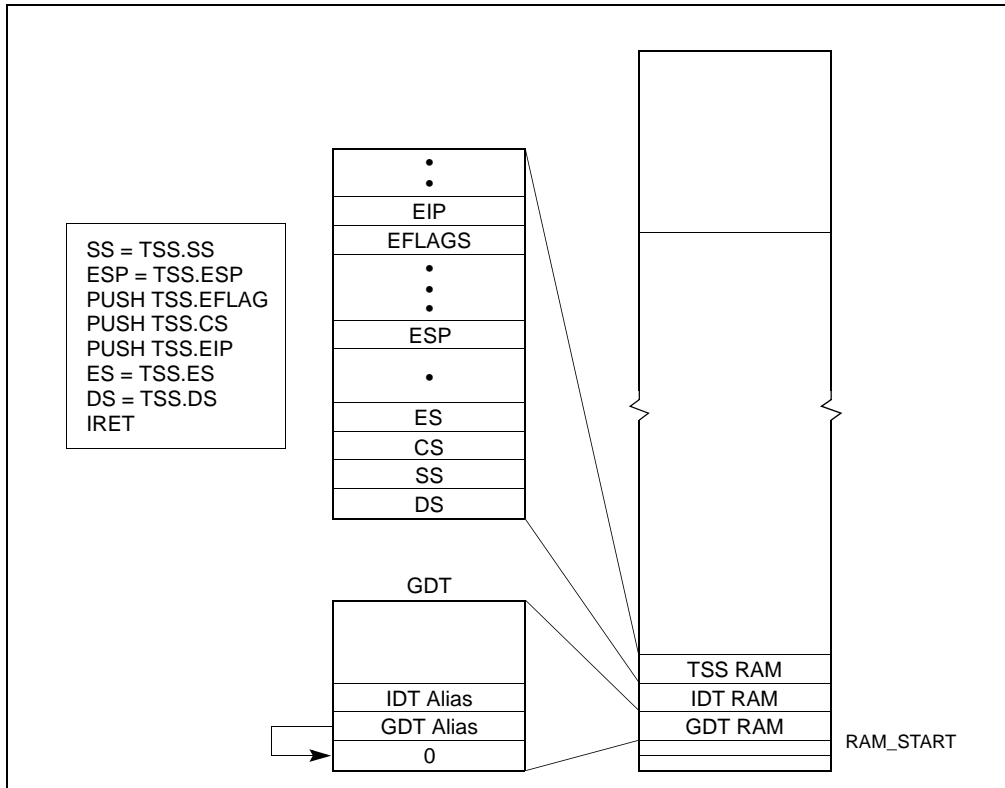 SS = TSS.SS
ESP = TSS.ESP
PUSH TSS.EFLAG
PUSH TSS.CS
PUSH TSS.EIP
ES = TSS.ES
DS = TSS.DS
IRET
EIP
EFLAGS
ESP
ES
CS
SS
DS
GDT
IDT Alias
GDT Alias
0
TSS RAM
IDT RAM
GDT RAM
RAM_START